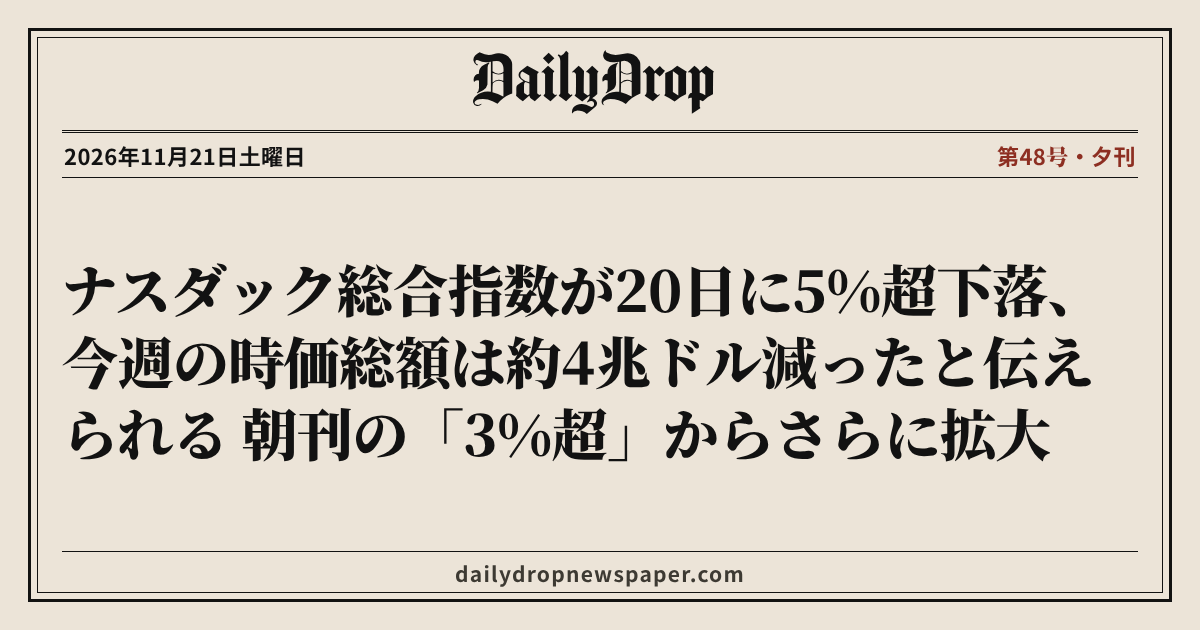 DailyDrop
2026年11月21日土曜日
第48号・夕刊
ナスダック総合指数が20日に5%超下落、
今週の時価総額は約4兆ドル減ったと伝え
られる 朝刊の「3%超」からさらに拡大
dailydropnewspaper.com